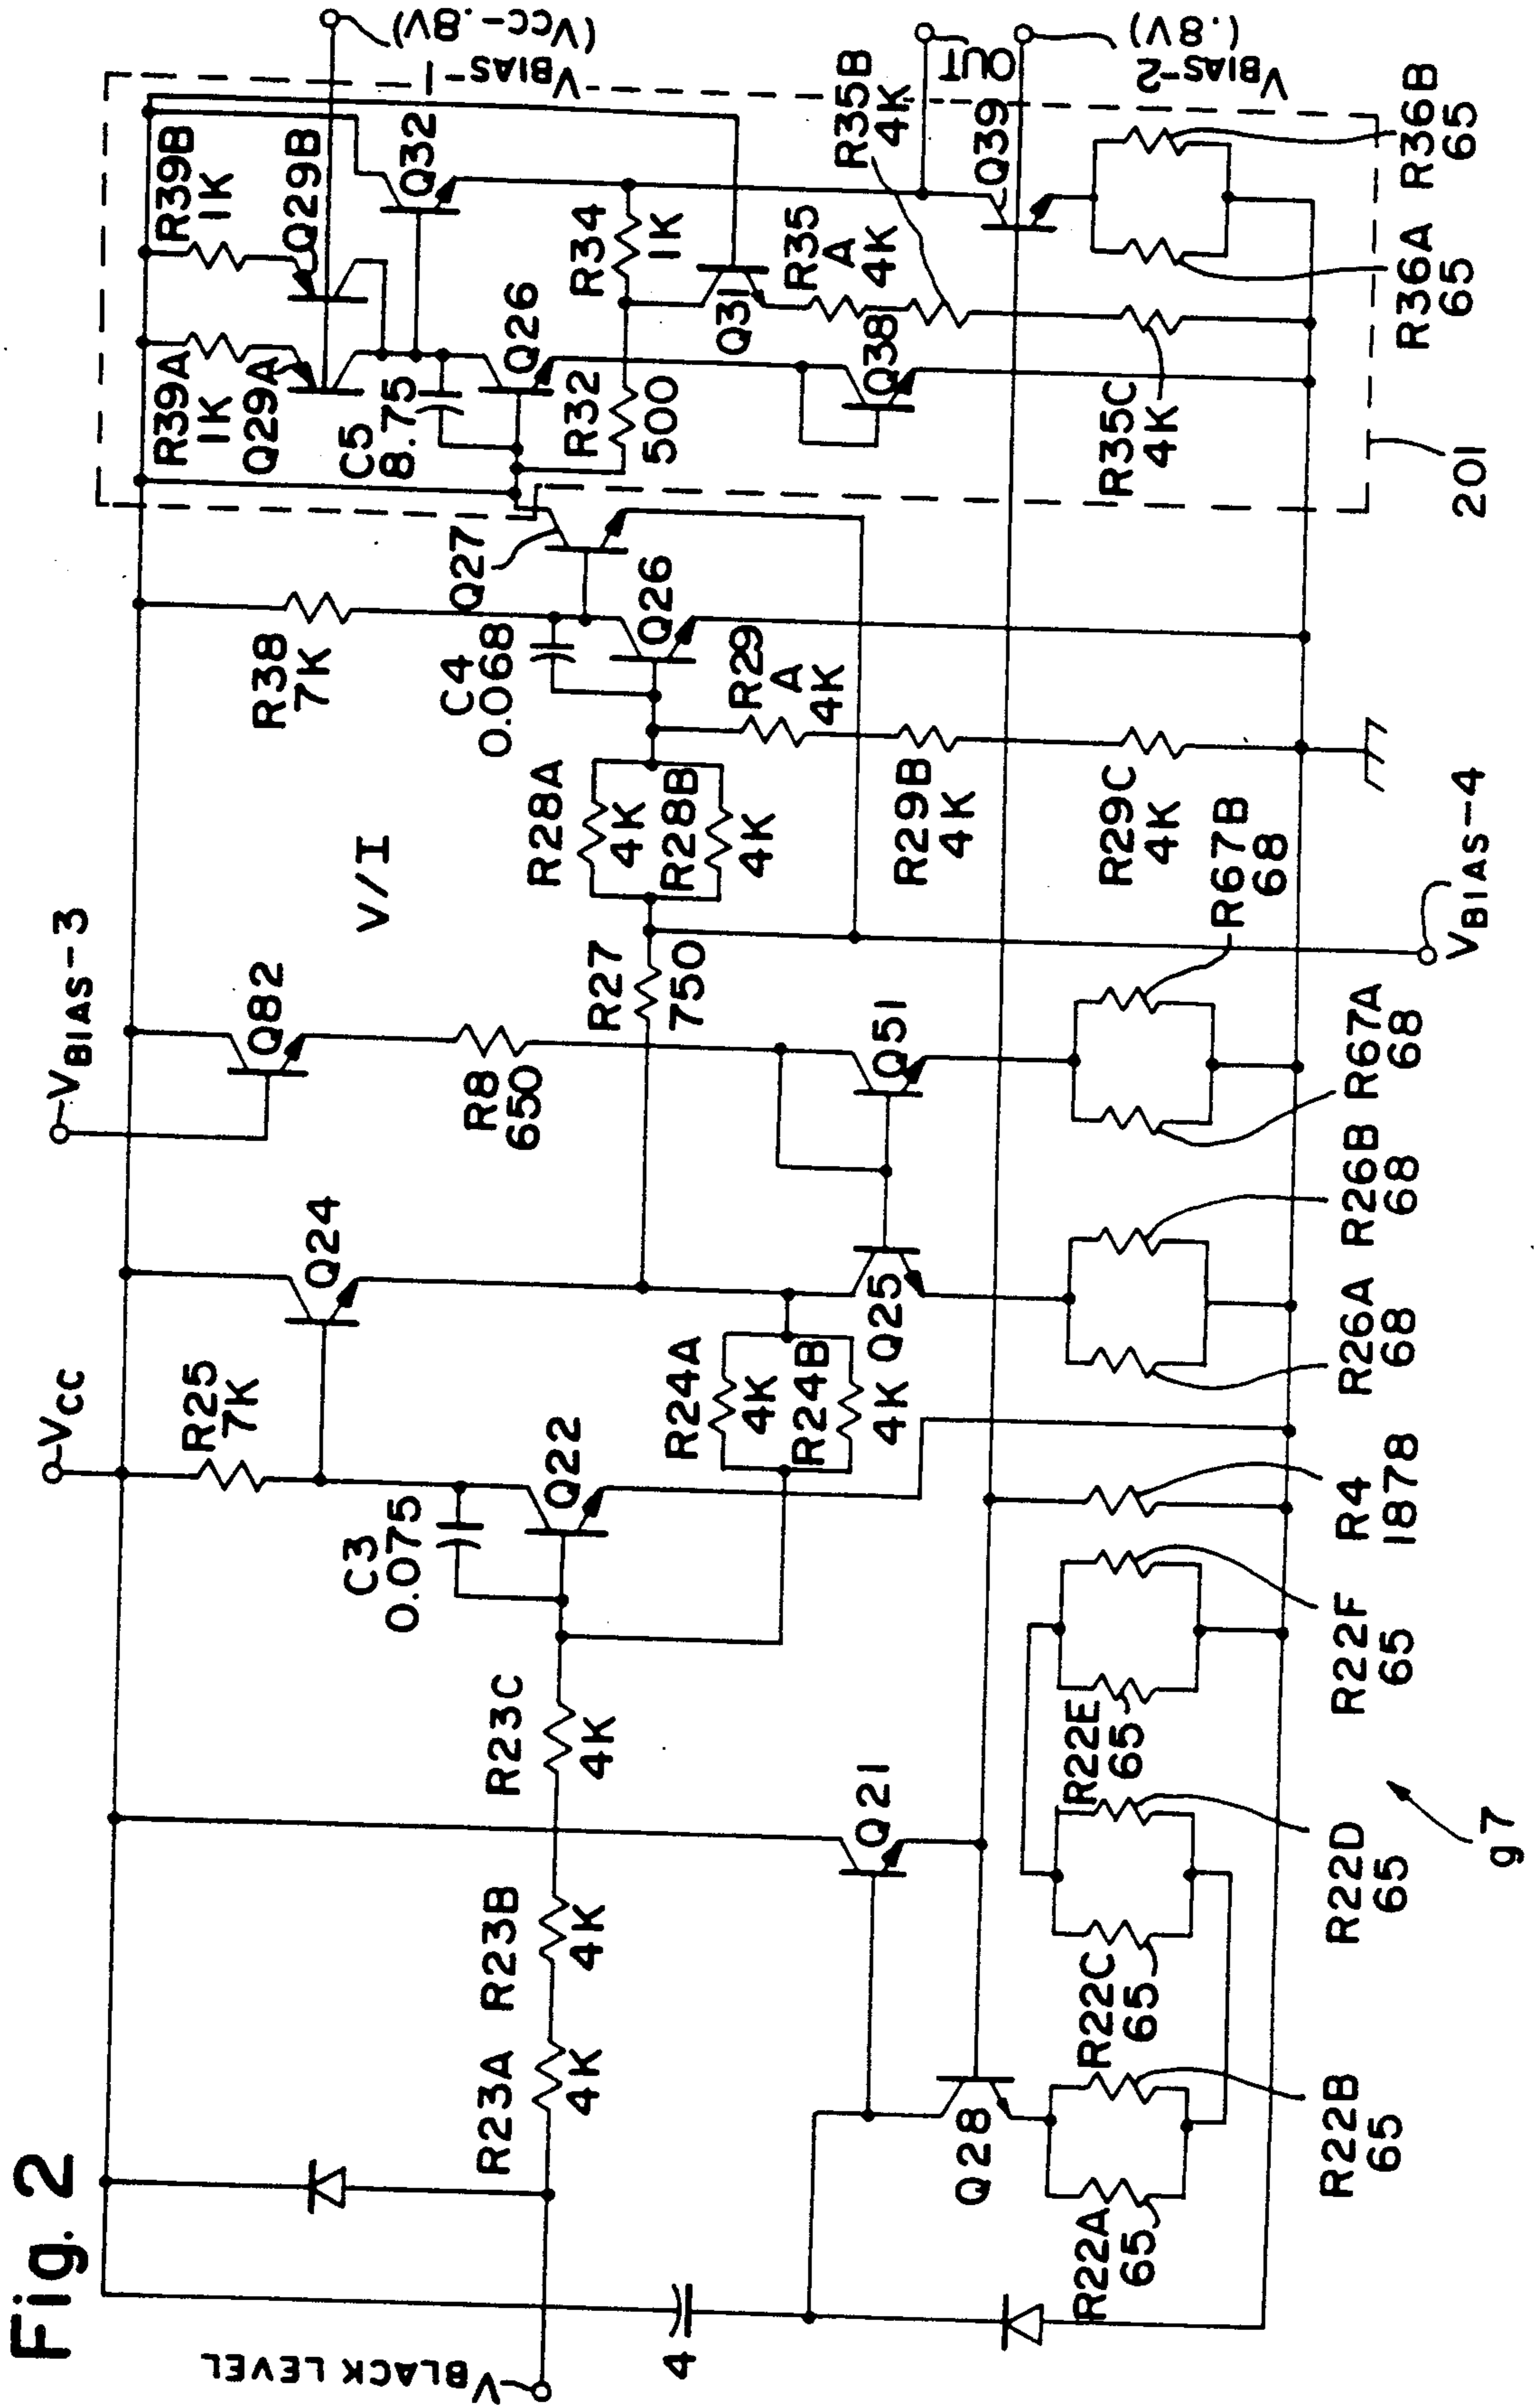 Fig. 2
VBLACK LEVEL
4
R23A
4K
R23B
4K
R23C
4K
Q28
Q21
R22A
65
R22B
65
R22C
65
R22D
65
R22E
65
R22F
65
g7
R4
1878
VCC
R25
7K
C3
0.075
Q22
Q24
R24A
4K
R24B
4K
Q25
R26A
68
R26B
68
VBIAS-3
Q82
R8
650
Q51
R67A
68
R67B
68
V/I
R27
750
R28A
4K
R28B
4K
VBIAS-4
R29
A
4K
R29B
4K
R29C
4K
R38
7K
C4
0.068
Q26
Q27
201
R39A
1K
Q29A
R39B
1K
Q29B
C5
8.75
Q26
Q32
R32
500
R34
1K
Q31
R35
A
4K
R35B
4K
R35C
4K
Q38
Q39
R36A
65
R36B
65
VBIAS-1
(VCC-.8V)
OUT
VBIAS-2
(.8V)